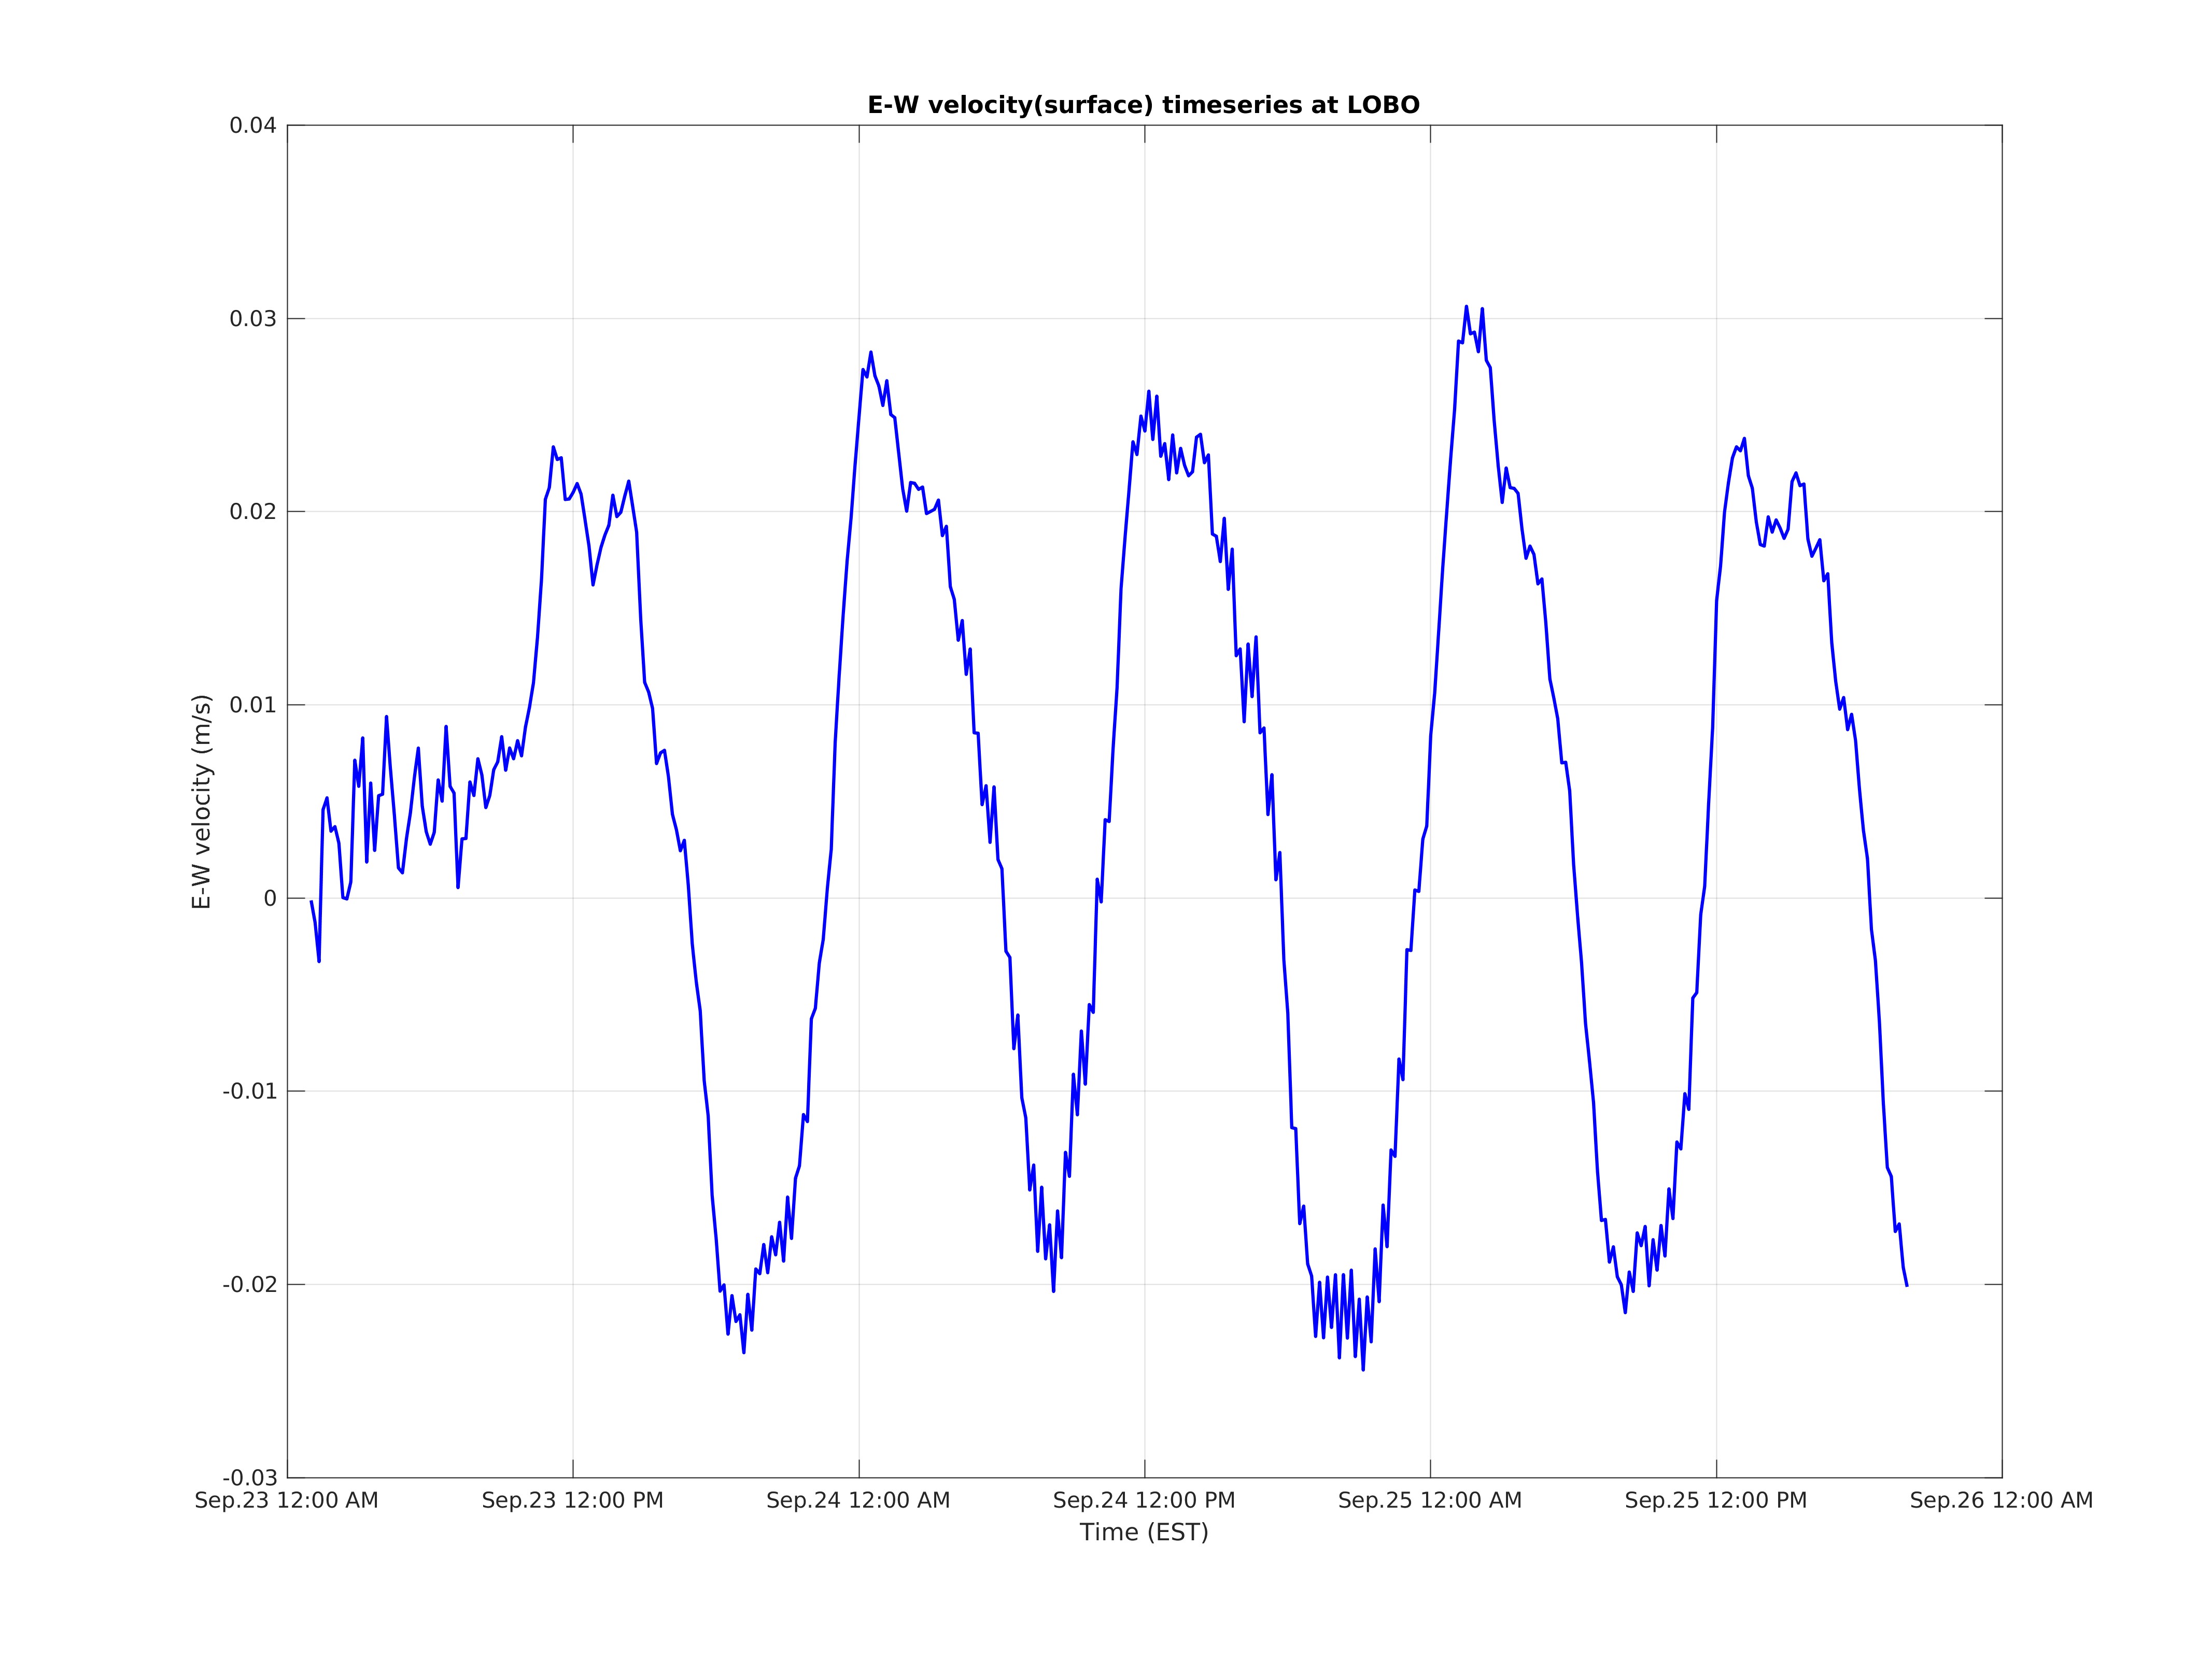 E-W velocity(surface) timeseries at LOBO
0.04
0.03
0.02
0.01
0
-0.01
-0.02
-0.03
E-W velocity (m/s)
Sep.23 12:00 AM Sep.23 12:00 PM Sep.24 12:00 AM Sep.24 12:00 PM Sep.25 12:00 AM Sep.25 12:00 PM Sep.26 12:00 AM
Time (EST)